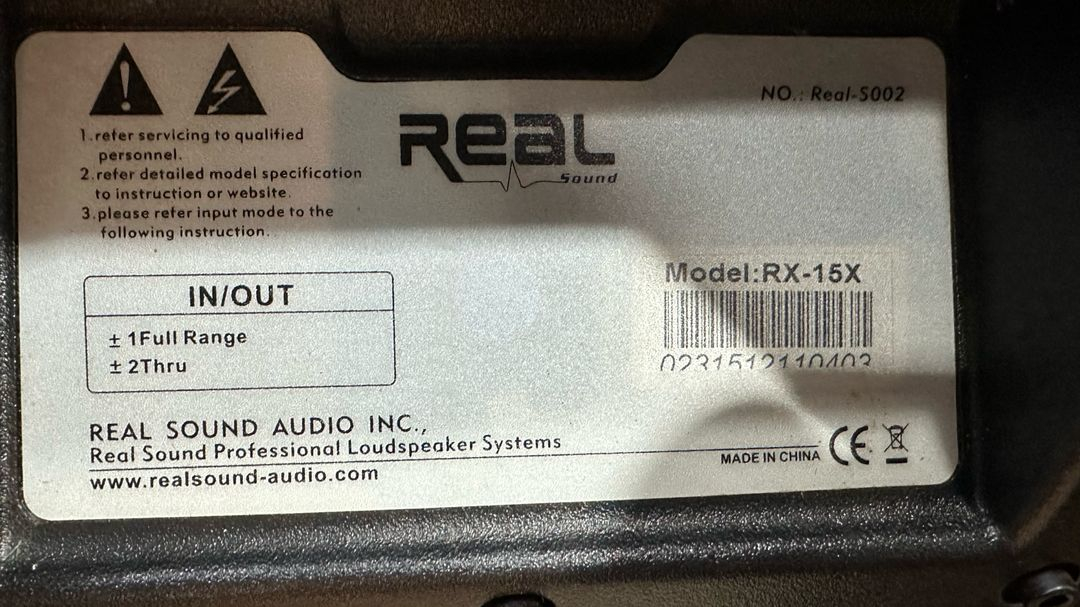 NO.: Real-S002
Real
Sound
1.refer servicing to qualified
personnel.
2.refer detailed model specification
to instruction or website.
3.please refer input mode to the
following instruction.
Model:RX-15X
0231512110403
IN/OUT
± 1Full Range
± 2Thru
REAL SOUND AUDIO INC.,
Real Sound Professional Loudspeaker Systems
MADE IN CHINA CE
www.realsound-audio.com